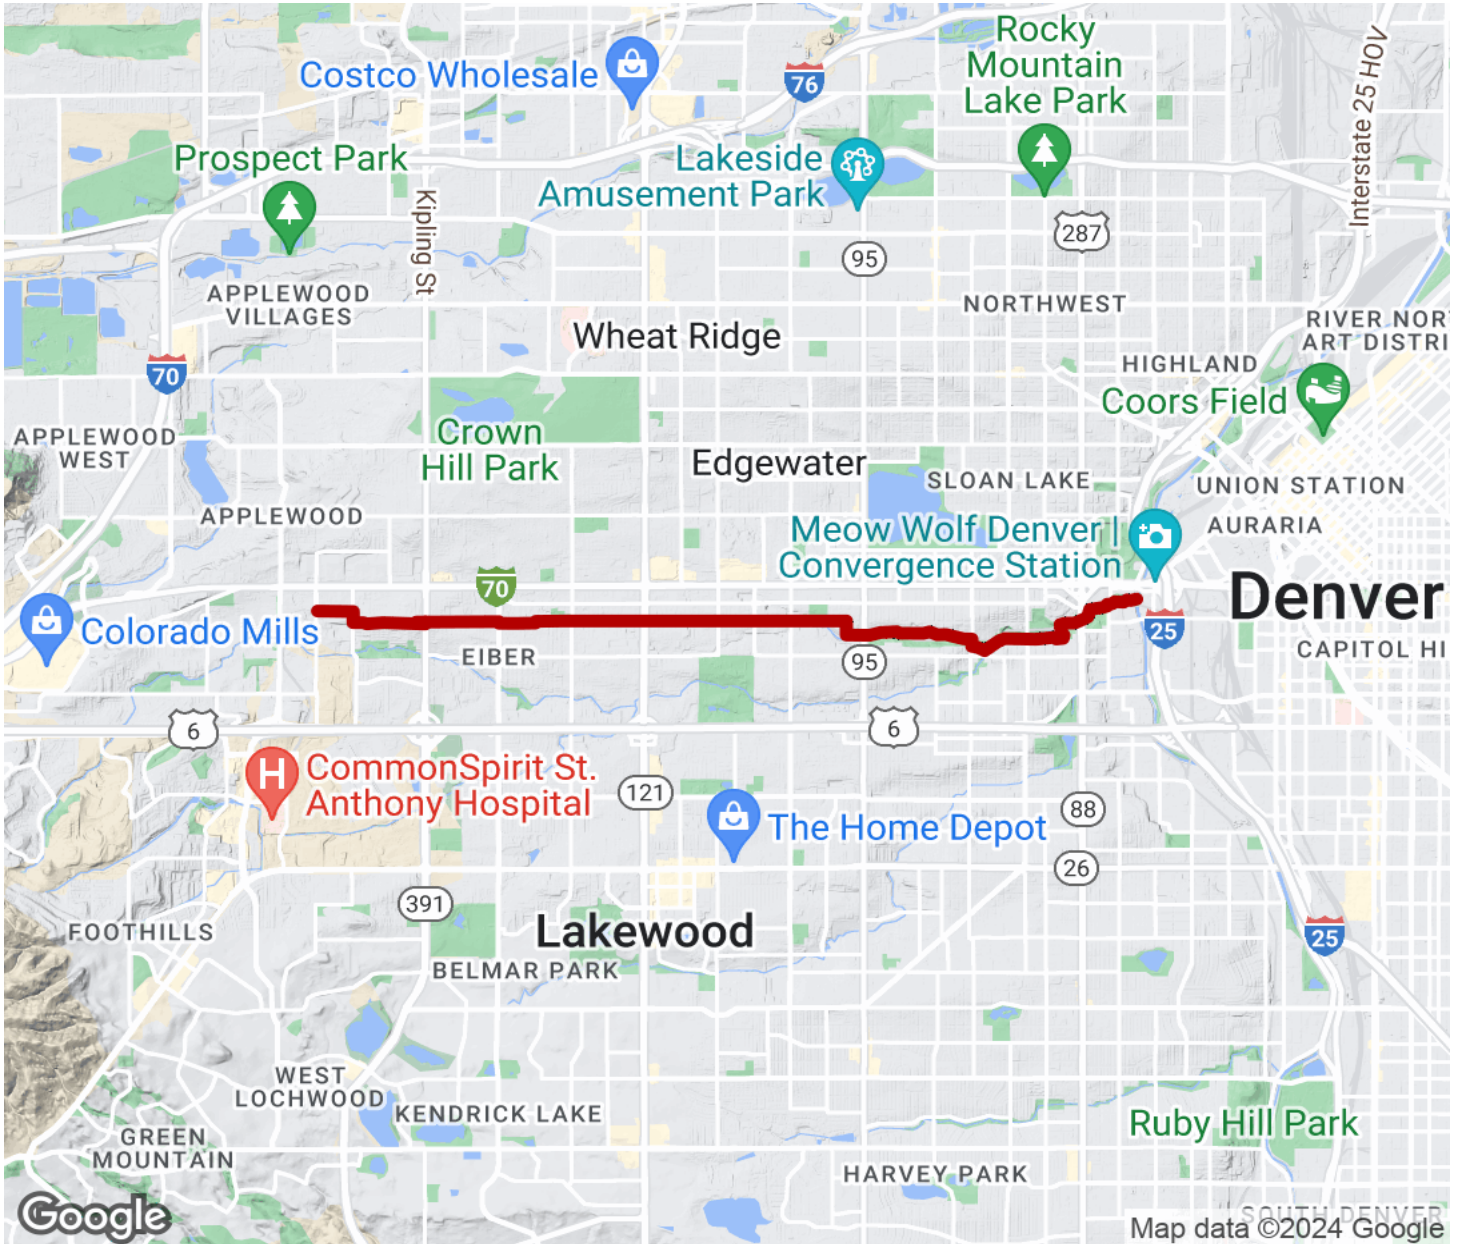 Rocky
Mountain
Lake Park
Costco Wholesale
76
Interstate 25 HOV
Prospect Park
Lakeside
Amusement Park
Kipling St
287
95
APPLEWOOD
VILLAGES
NORTHWEST
RIVER NOR
ART DISTRI
Wheat Ridge
70
HIGHLAND
Coors Field
APPLEWOOD
WEST
Crown
Hill Park
Edgewater
SLOAN LAKE
UNION STATION
APPLEWOOD
AURARIA
Meow Wolf Denver |
Convergence Station
70
Denver
Colorado Mills
25
EIBER
95
CAPITOL HI
6
6
CommonSpirit St.
Anthony Hospital
H
121
88
The Home Depot
26
391
FOOTHILLS
Lakewood
25
BELMAR PARK
WEST
LOCHWOOD
KENDRICK LAKE
Ruby Hill Park
GREEN
MOUNTAIN
HARVEY PARK
SOUTH DENVER
Google
Map data ©2024 Google